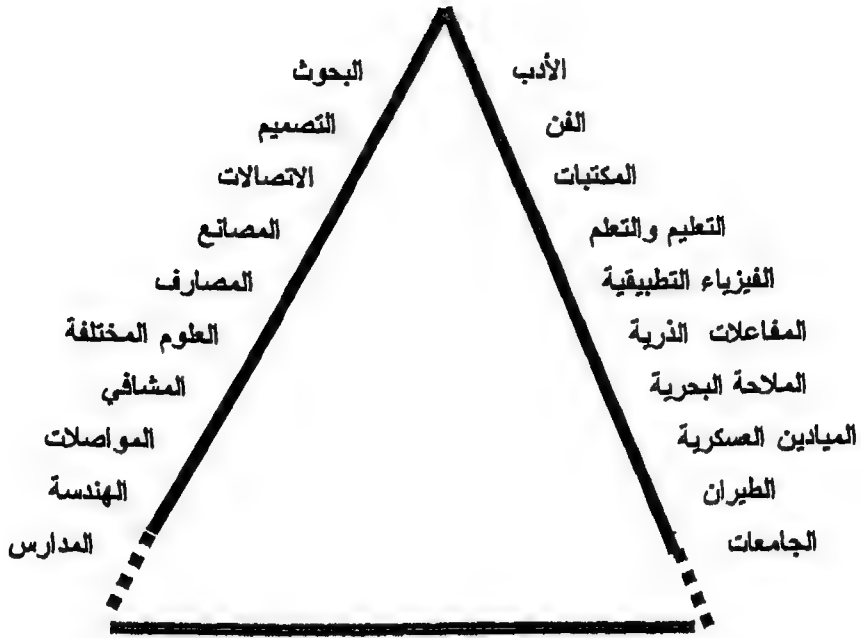 الأدب
الفن
المكتبات
التعليم والتعلم
الفيزياء التطبيقية
المفاعلات الذرية
الملاحة البحرية
الميادين العسكرية
الطيران
الجامعات
البحوث
التصميم
الاتصالات
المصانع
المصارف
العلوم المختلفة
المشافي
المواصلات
الهندسة
المدارس